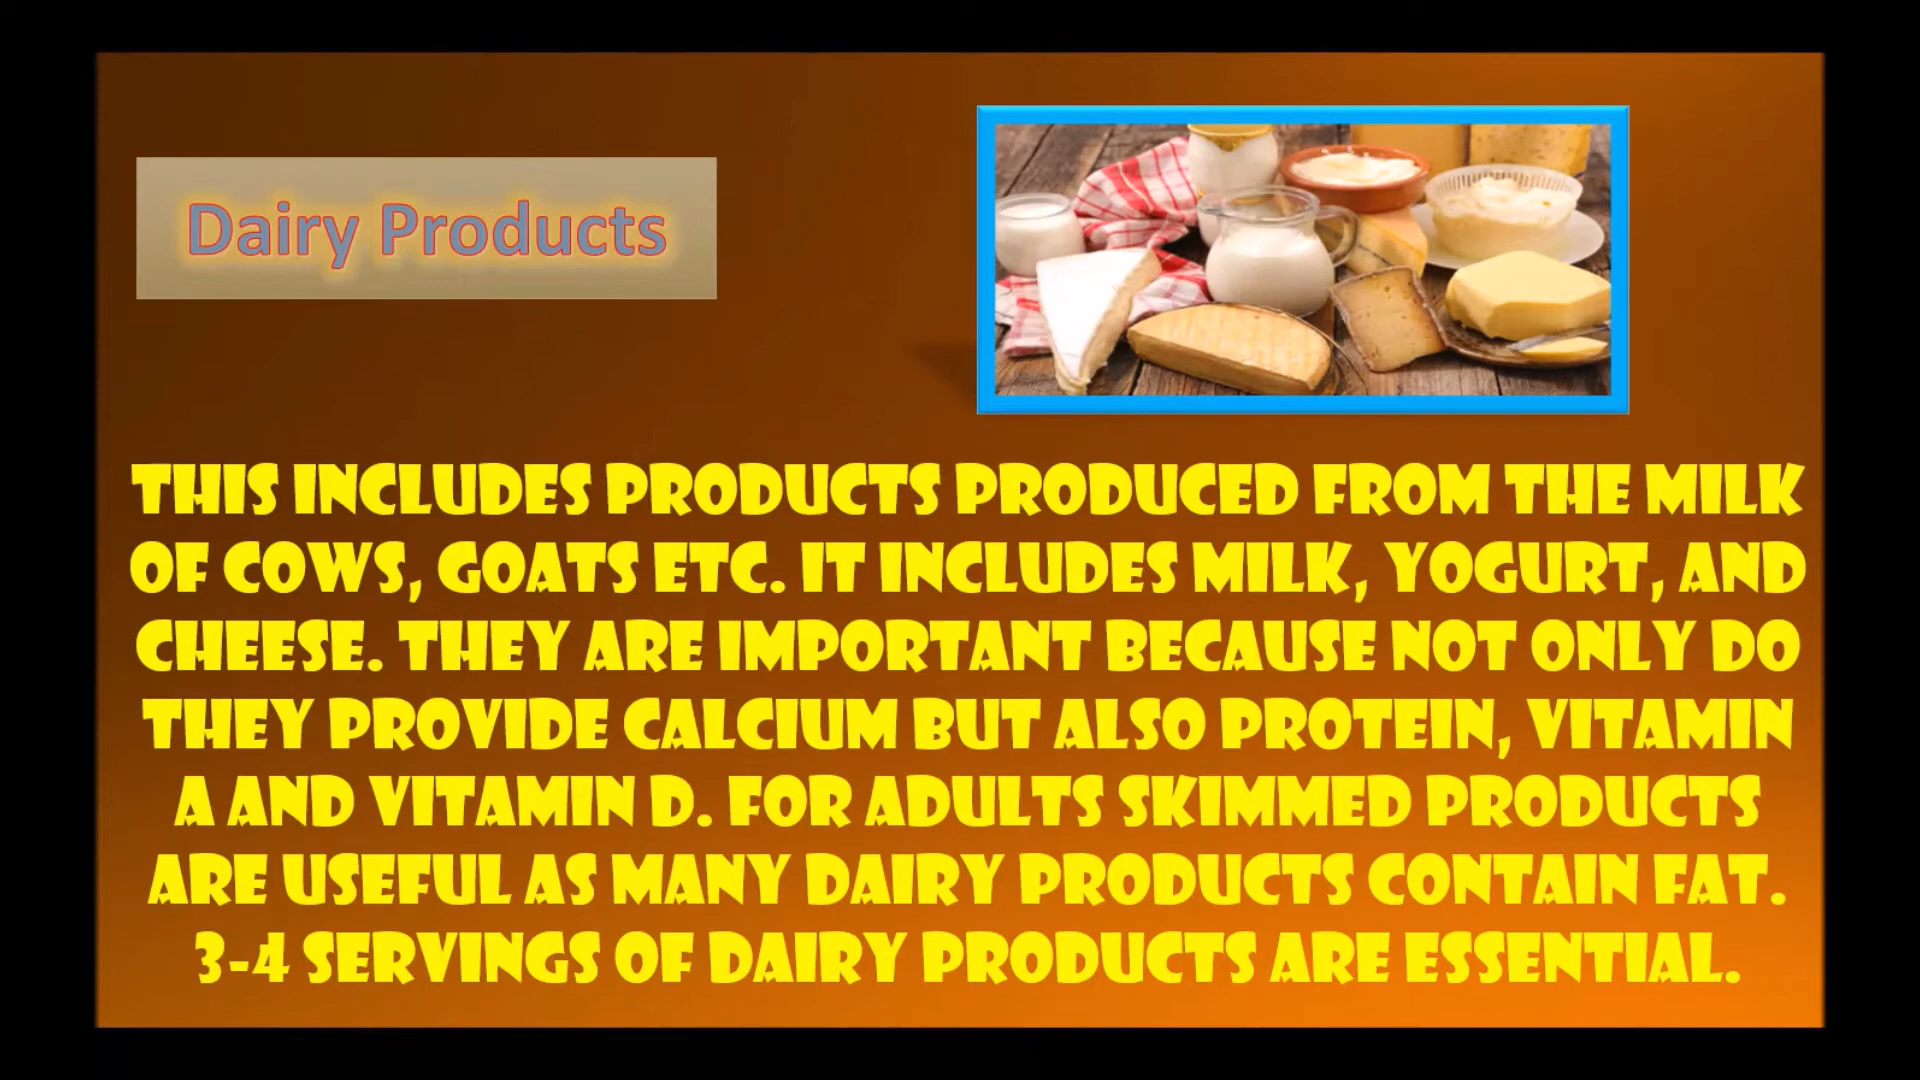 Dairy Products
THIS INCLUDES PRODUCTS PRODUCED FROM THE MILK
OF COWS, GOATS ETC. IT INCLUDES MILK, YOGURT, AND
CHEESE. THEY ARE IMPORTANT BECAUSE NOT ONLY DO
THEY PROVIDE CALCIUM BUT ALSO PROTEIN, VITAMIN
A AND VITAMIN D. FOR ADULTS SKIMMED PRODUCTS
ARE USEFUL AS MANY DAIRY PRODUCTS CONTAIN FAT.
3-4 SERVINGS OF DAIRY PRODUCTS ARE ESSENTIAL.